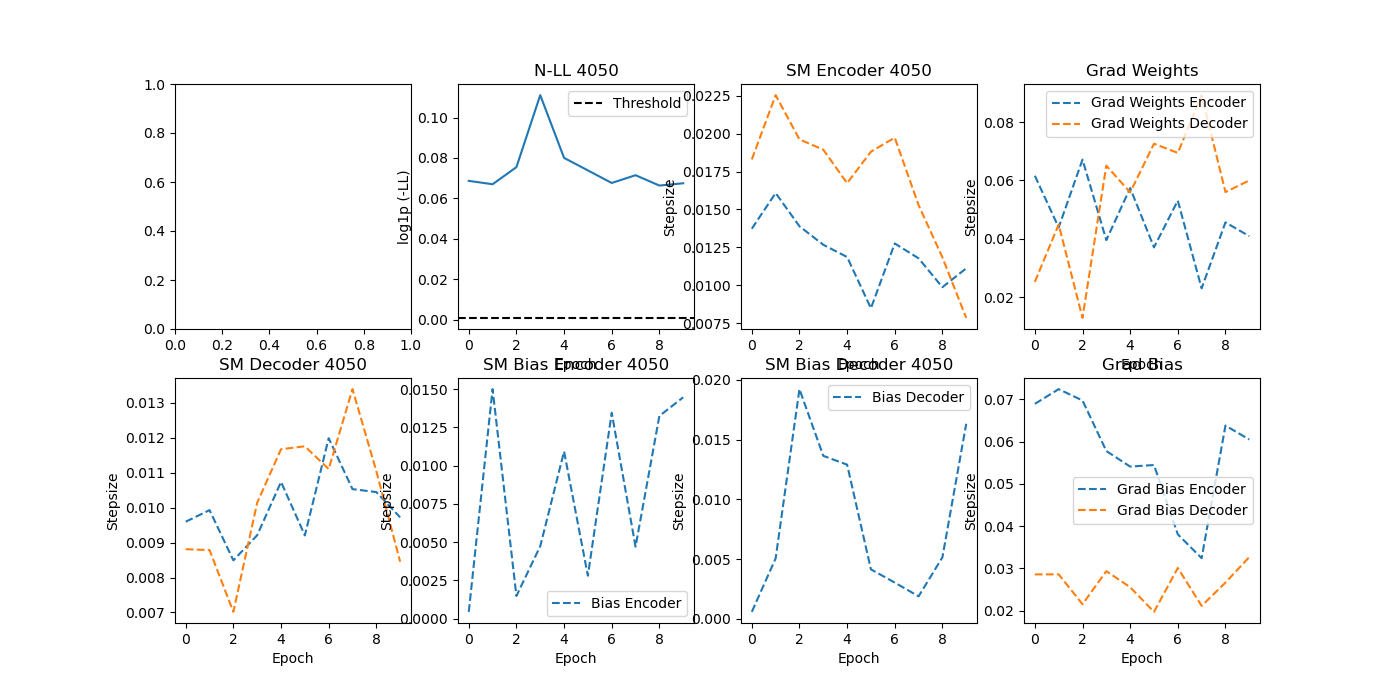 N-LL 4050
SM Encoder 4050
Grad Weights
1.0
0.8
0.6
0.4
0.2
0.0
0.0 0.2 0.4 0.6 0.8 1.0
log1p (-LL)
0.10
0.08
0.06
0.04
0.02
0.00
Threshold
0 2 4 6 8
Epoch
Stepsize
0.0225
0.0200
0.0175
0.0150
0.0125
0.0100
0.0075
0 2 4 6 8
Epoch
Stepsize
0.08
0.06
0.04
0.02
Grad Weights Encoder
Grad Weights Decoder
0 2 4 6 8
Epoch
SM Decoder 4050
SM Bias Encoder 4050
SM Bias Decoder 4050
Grad Bias
Stepsize
0.013
0.012
0.011
0.010
0.009
0.008
0.007
0 2 4 6 8
Epoch
Stepsize
0.0150
0.0125
0.0100
0.0075
0.0050
0.0025
0.0000
Bias Encoder
0 2 4 6 8
Epoch
Stepsize
0.020
0.015
0.010
0.005
0.000
Bias Decoder
0 2 4 6 8
Epoch
Stepsize
0.07
0.06
0.05
0.04
0.03
0.02
Grad Bias Encoder
Grad Bias Decoder
0 2 4 6 8
Epoch